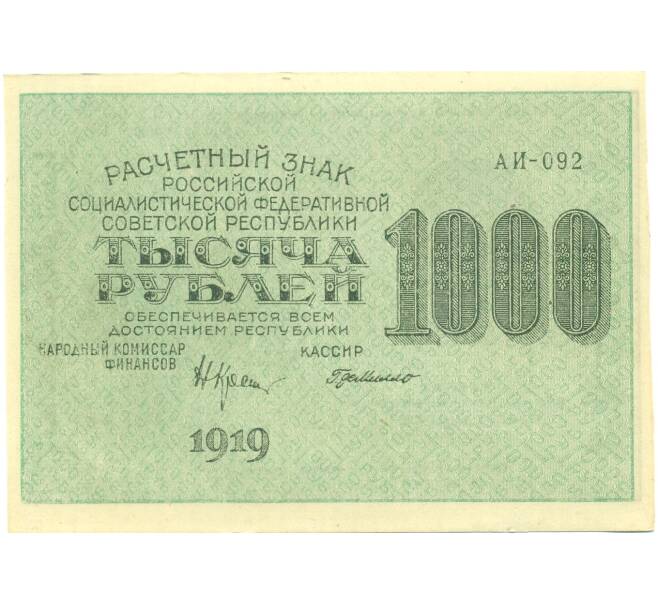 РАСЧЕТНЫЙ ЗНАК
АИ-092
РОССИЙСКОЙ
СОЦИАЛИСТИЧЕСКОЙ ФЕДЕРАТИВНОЙ
СОВЕТСКОЙ РЕСПУБЛИКИ
ТЫСЯЧА
РУБЛЕЙ
1000
ОБЕСПЕЧИВАЕТСЯ ВСЕМ
ДОСТОЯНИЕМ РЕСПУБЛИКИ
НАРОДНЫЙ КОМИССАР
ФИНАНСОВ
КАССИР
1919